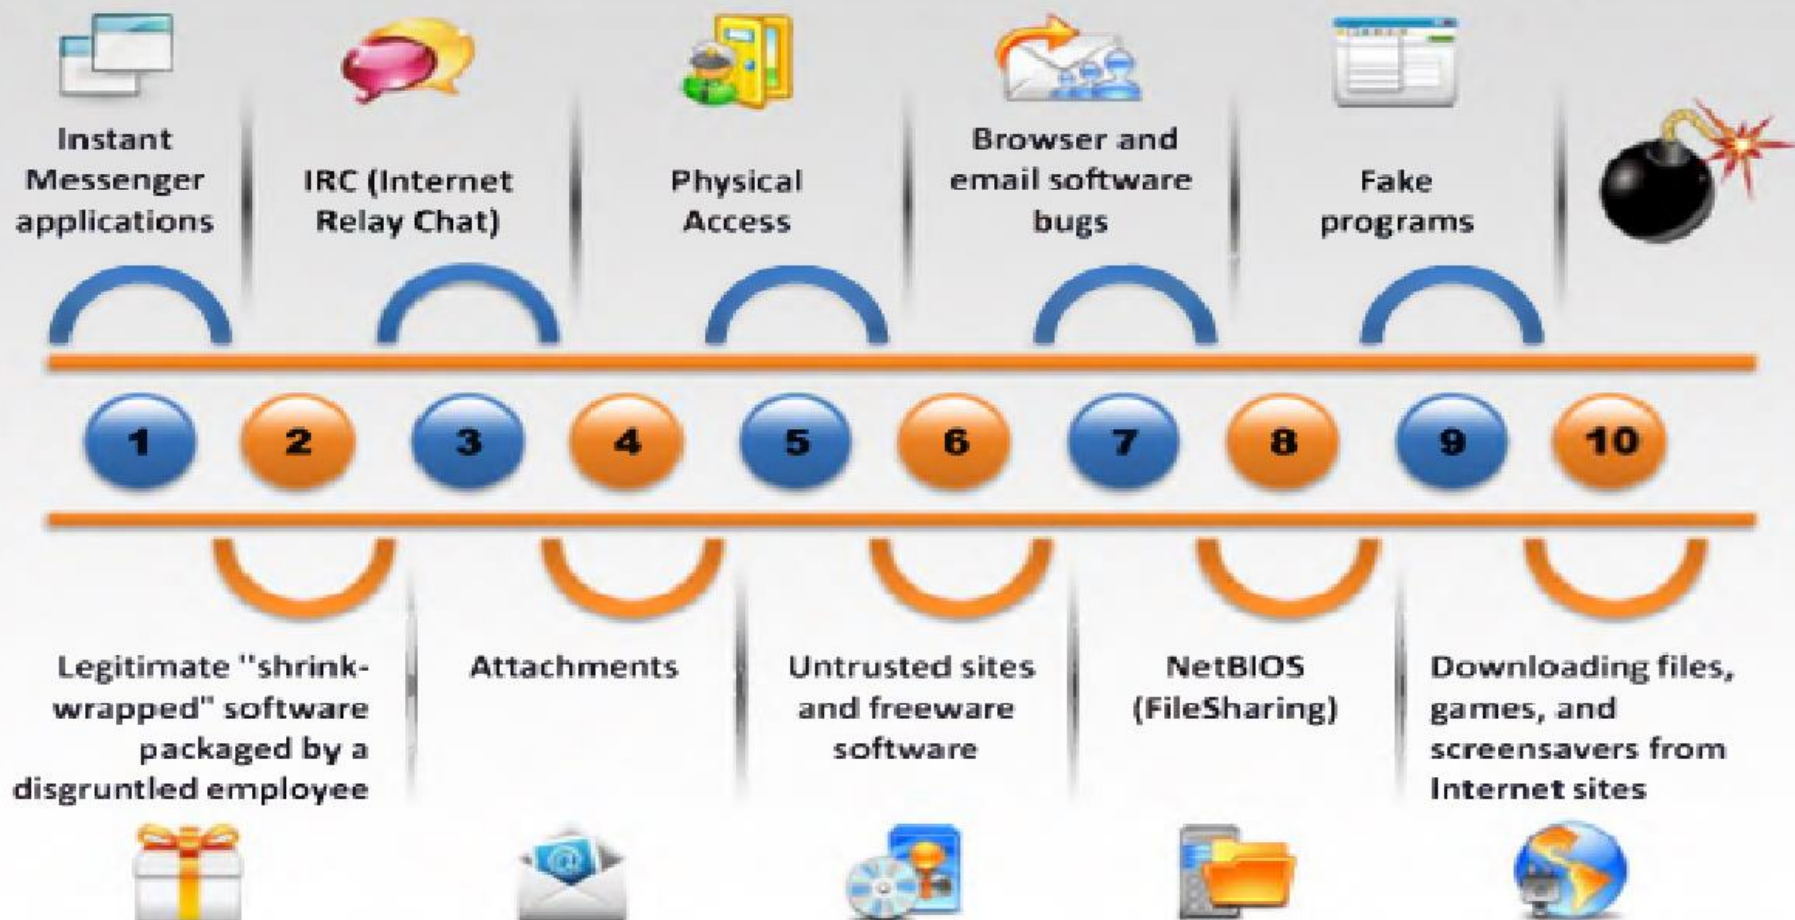 Instant
Messenger
applications
IRC (Internet
Relay Chat)
Physical
Access
Browser and
email software
bugs
Fake
programs
1 2 3 4 5 6 7 8 9 10
Legitimate "shrink-
wrapped" software
packaged by a
disgruntled employee
Attachments
Untrusted sites
and freeware
software
NetBIOS
(FileSharing)
Downloading files,
games, and
screensavers from
Internet sites
@